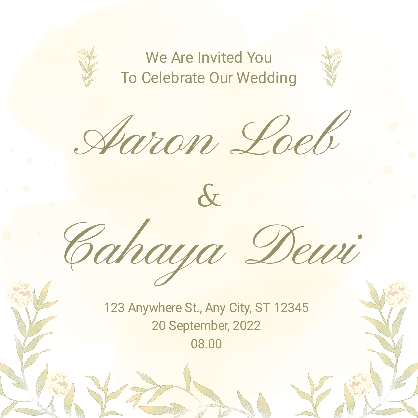 We Are Invited You
To Celebrate Our Wedding
Aaron Loeb
&
Cahaya Dewi
123 Anywhere St., Any City, ST 12345
20 September, 2022
08.00